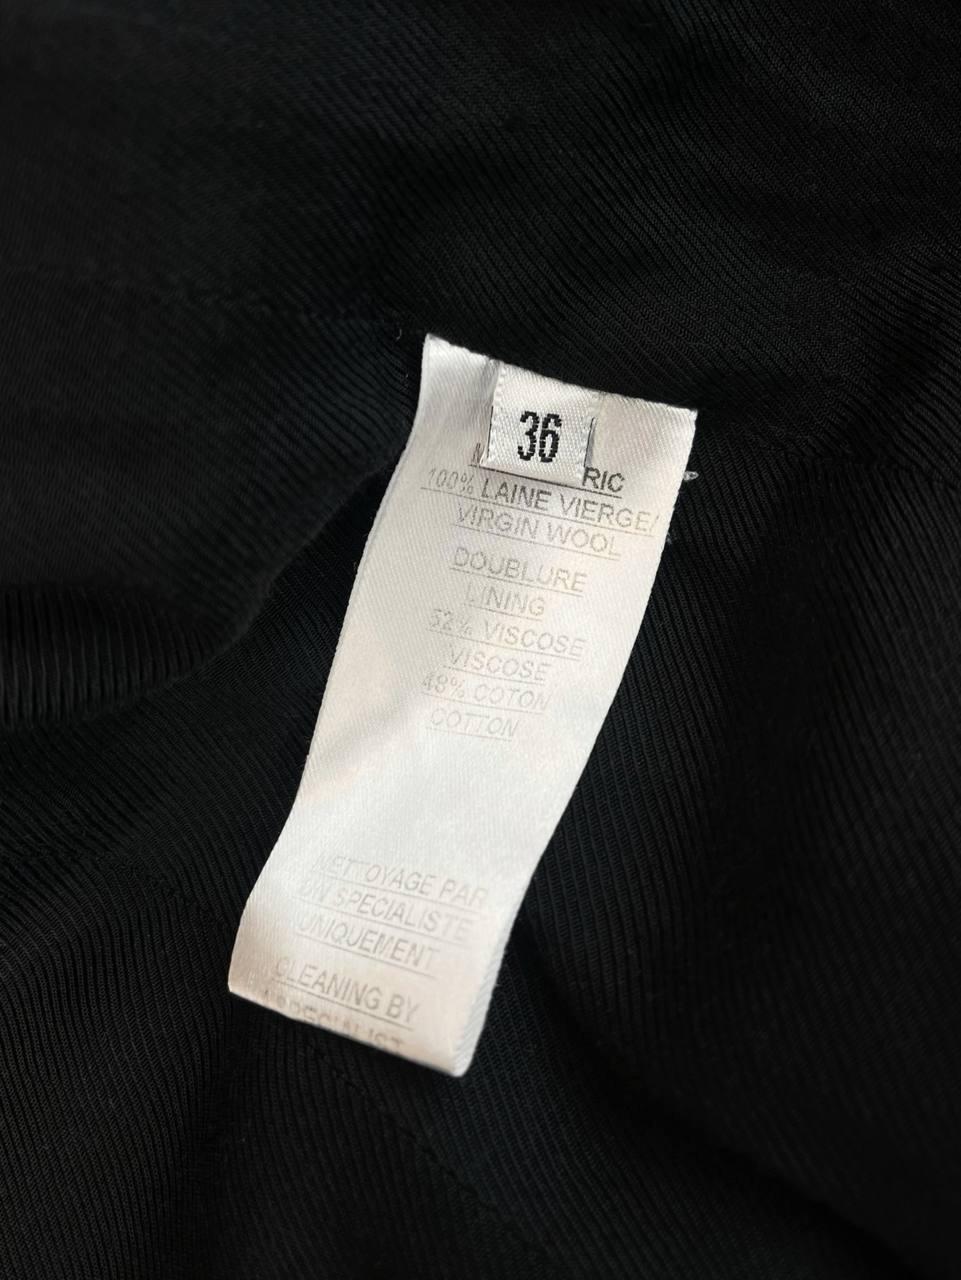 36
RIC
100% LAINE VIERGE/
VIRGIN WOOL
DOUBLURE
LINING
52% VISCOSE
VISCOSE
48% COTON
COTTON
NETTOYAGE PAR
UN SPECIALISTE
UNIQUEMENT
CLEANING BY
SPECIALIST